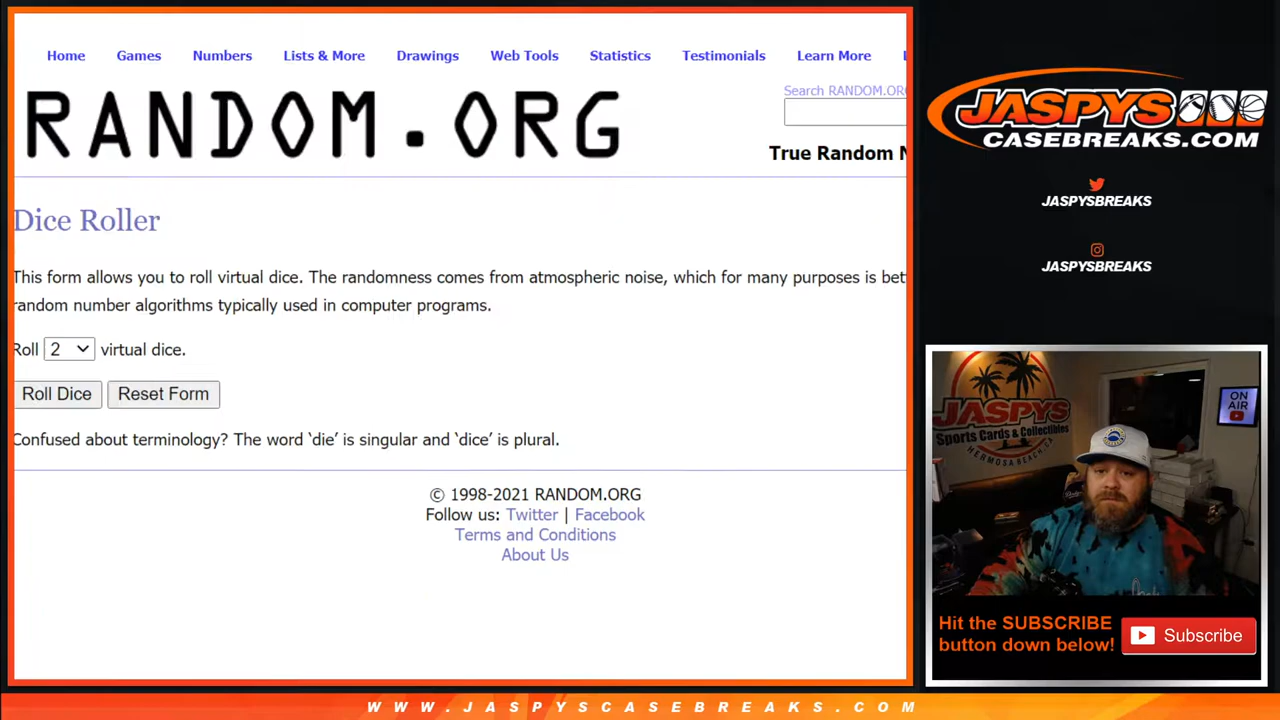 Home Games Numbers Lists & More Drawings Web Tools Statistics Testimonials Learn More
RANDOM.ORG
Search RANDOM.ORG
True Random N
Dice Roller
This form allows you to roll virtual dice. The randomness comes from atmospheric noise, which for many purposes is bet
random number algorithms typically used in computer programs.
Roll 2 virtual dice.
Roll Dice Reset Form
Confused about terminology? The word ‘die’ is singular and ‘dice’ is plural.
© 1998-2021 RANDOM.ORG
Follow us: Twitter | Facebook
Terms and Conditions
About Us
JASPYS
CASEBREAKS.COM
JASPYSBREAKS
JASPYSBREAKS
JASPYS
Sports Cards & Collectibles
HERMOSA BEACH, CA
ON
AIR
Hit the SUBSCRIBE
button down below!
Subscribe
WWW.JASPYSCASEBREAKS.COM